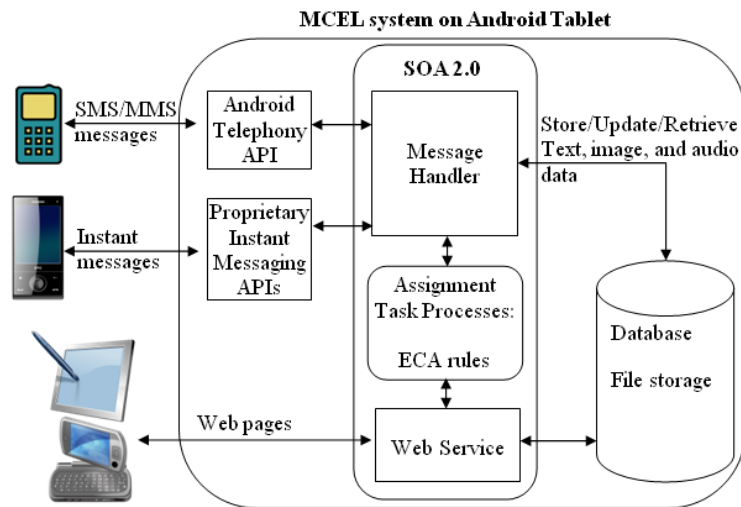 MCEL system on Android Tablet
SOA 2.0
SMS/MMS
messages
Android
Telephony
API
Message
Handler
Store/Update/Retrieve
Text, image, and audio
data
Instant
messages
Proprietary
Instant
Messaging
APIs
Assignment
Task Processes:
ECA rules
Database
File storage
Web pages
Web Service